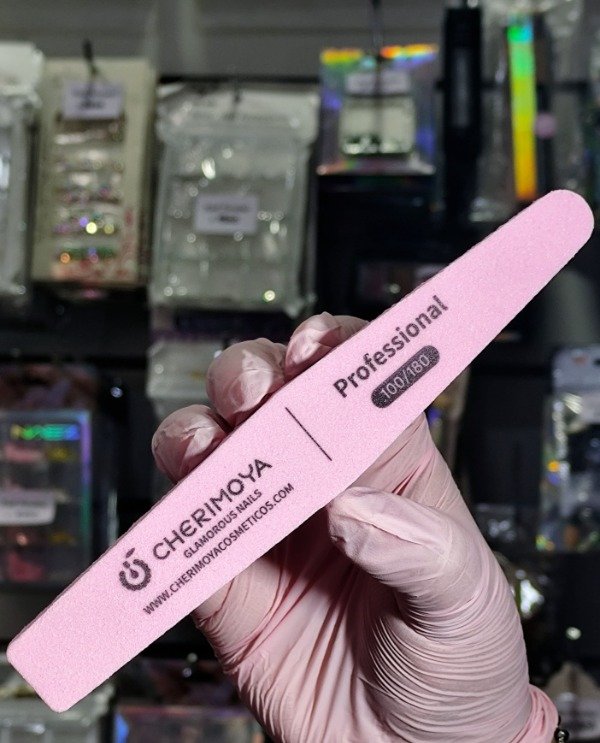 CHERIMOYA
GLAMOROUS NAILS
WWW.CHERIMOYACOSMETICOS.COM
Professional
100/180